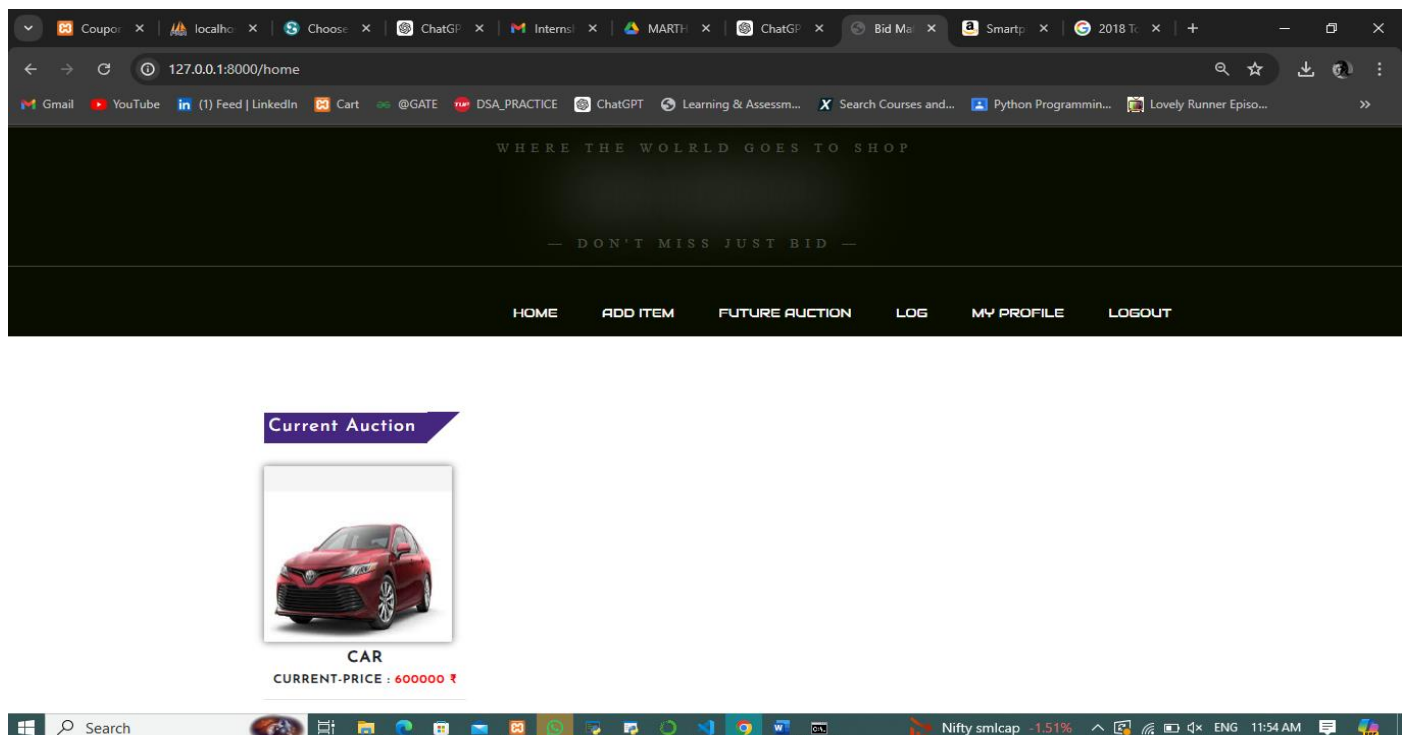 Coupor
localho
Choose
ChatGP
Interns
MARTH
ChatGP
Bid Ma
Smartp
2018 To
127.0.0.1:8000/home
Gmail
YouTube
(1) Feed | LinkedIn
Cart
@GATE
DSA_PRACTICE
ChatGPT
Learning & Assessm...
Search Courses and...
Python Programmin...
Lovely Runner Episo...
WHERE THE WOLRLD GOES TO SHOP
— DON'T MISS JUST BID —
HOME
ADD ITEM
FUTURE AUCTION
LOG
MY PROFILE
LOGOUT
Current Auction
CAR
CURRENT-PRICE : 600000 ₹
Search
Nifty smlcap -1.51%
ENG
11:54 AM